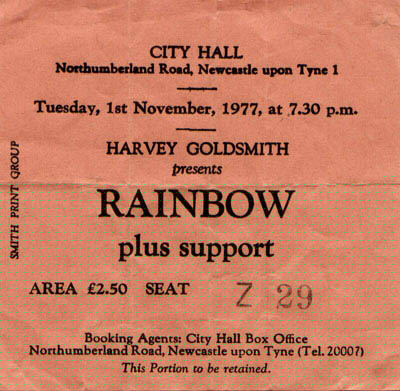 CITY HALL
Northumberland Road, Newcastle upon Tyne 1
Tuesday, 1st November, 1977, at 7.30 p.m.
HARVEY GOLDSMITH
presents
RAINBOW
plus support
AREA £2.50 SEAT Z 29
Booking Agents: City Hall Box Office
Northumberland Road, Newcastle upon Tyne (Tel. 20007)
This Portion to be retained.
SMITH PRINT GROUP